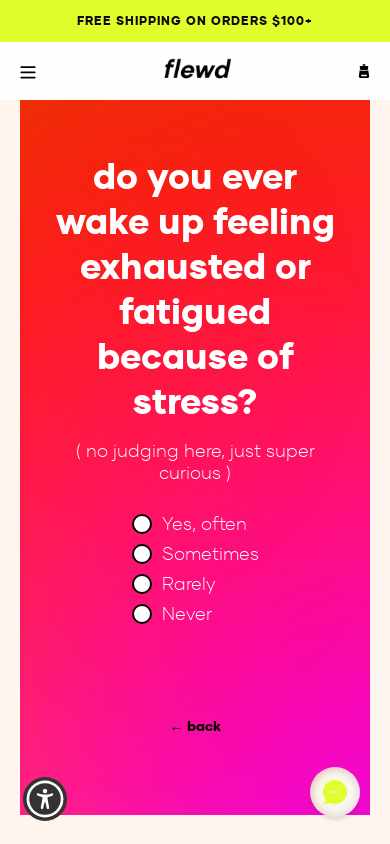 FREE SHIPPING ON ORDERS $100+
flewd
do you ever
wake up feeling
exhausted or
fatigued
because of
stress?
( no judging here, just super
curious )
Yes, often
Sometimes
Rarely
Never
← back